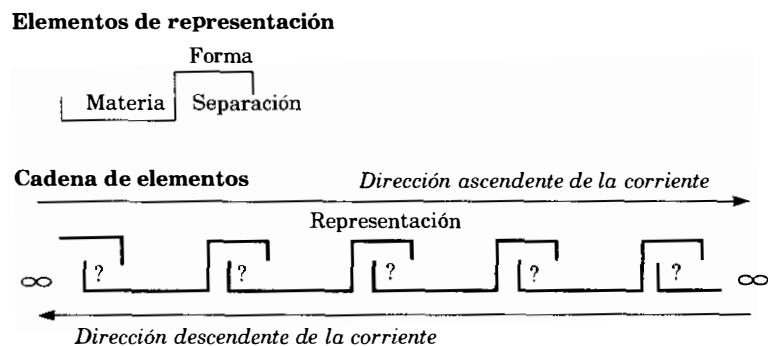 Elementos de representación
Forma
Materia Separación
Cadena de elementos Dirección ascendente de la corriente
Representación
? ? ? ? ?
∞ ∞
Dirección descendente de la corriente